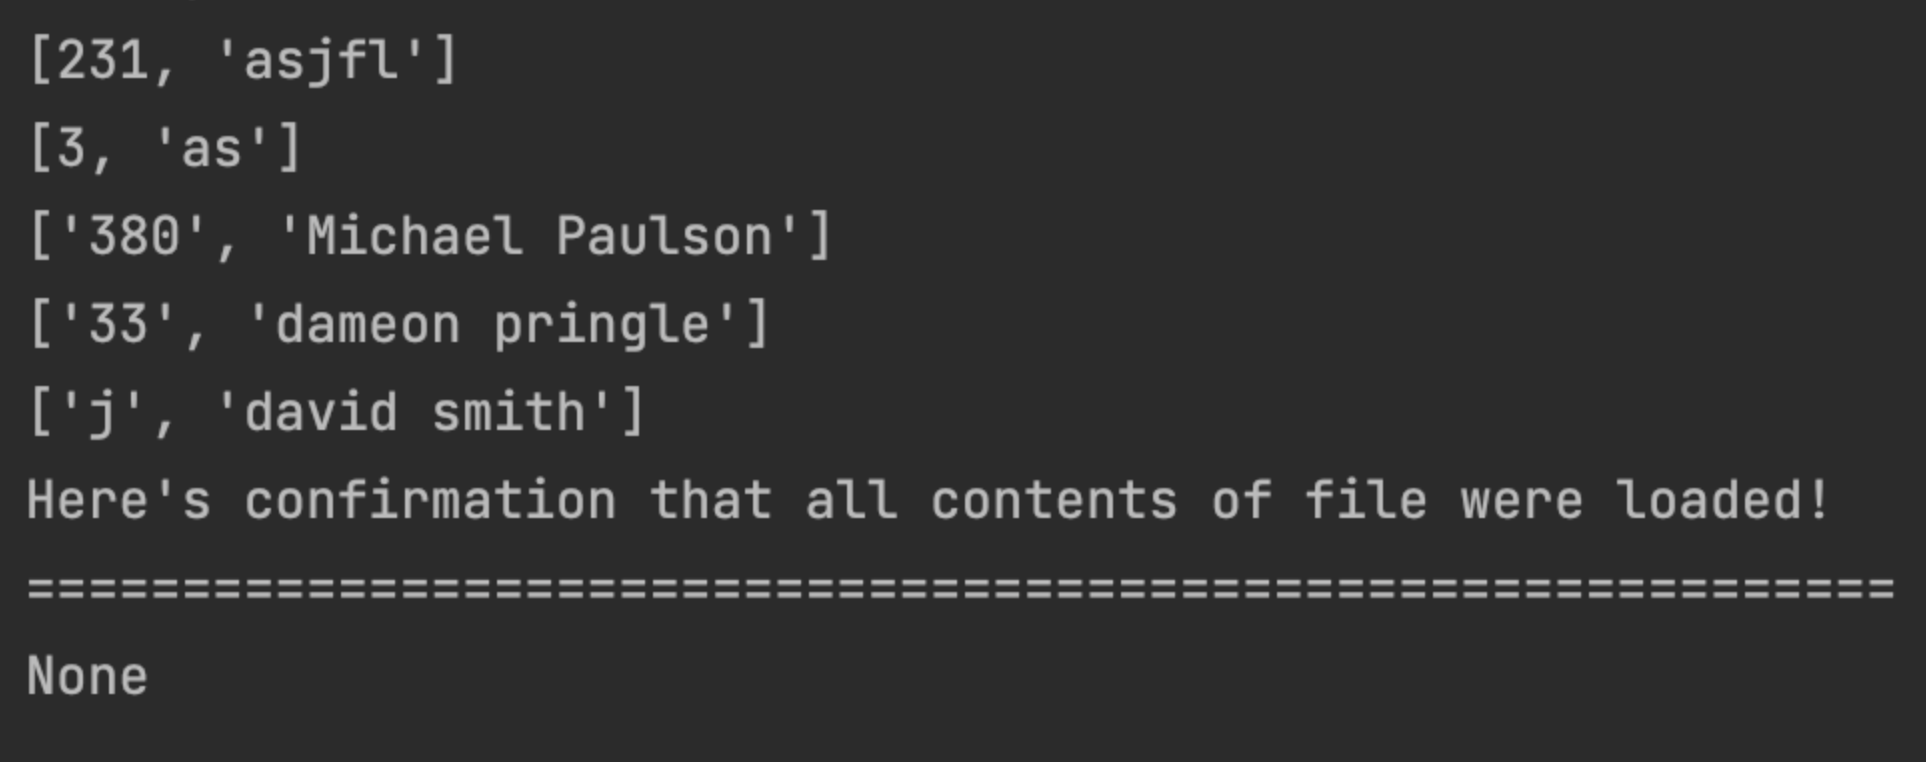 [231, 'asjfl']
[3, 'as']
['380', 'Michael Paulson']
['33', 'dameon pringle']
['j', 'david smith']
Here's confirmation that all contents of file were loaded!
============================================================
None